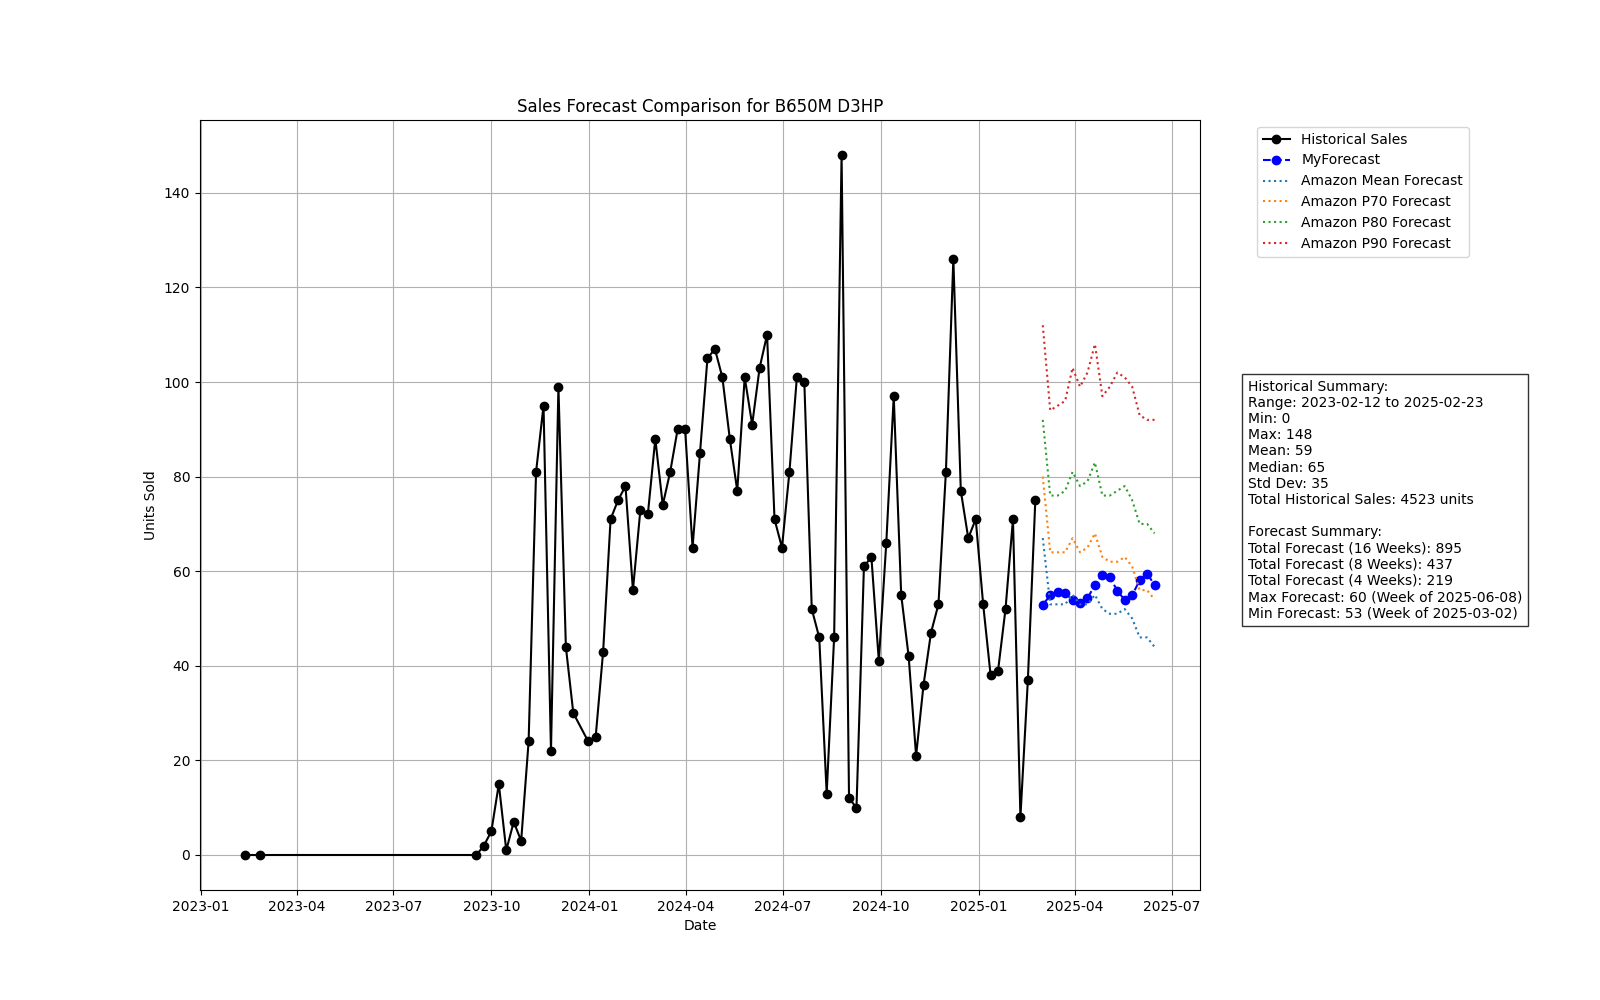 Sales Forecast Comparison for B650M D3HP
Units Sold
140
120
100
80
60
40
20
0
2023-01
2023-04
2023-07
2023-10
2024-01
2024-04
2024-07
2024-10
2025-01
2025-04
2025-07
Date
Historical Sales
MyForecast
Amazon Mean Forecast
Amazon P70 Forecast
Amazon P80 Forecast
Amazon P90 Forecast
Historical Summary:
Range: 2023-02-12 to 2025-02-23
Min: 0
Max: 148
Mean: 59
Median: 65
Std Dev: 35
Total Historical Sales: 4523 units
Forecast Summary:
Total Forecast (16 Weeks): 895
Total Forecast (8 Weeks): 437
Total Forecast (4 Weeks): 219
Max Forecast: 60 (Week of 2025-06-08)
Min Forecast: 53 (Week of 2025-03-02)